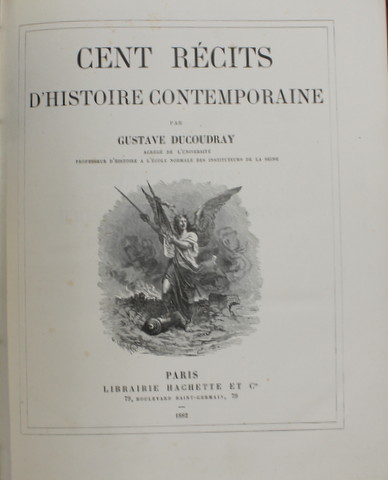 CENT RÉCITS
D'HISTOIRE CONTEMPORAINE
PAR
GUSTAVE DUCOUDRAY
AGRÉGÉ DE L'UNIVERSITÉ
PROFESSEUR D'HISTOIRE A L'ÉCOLE NORMALE DES INSTITUTEURS DE LA SEINE
PARIS
LIBRAIRIE HACHETTE ET Cie
79, BOULEVARD SAINT-GERMAIN, 79